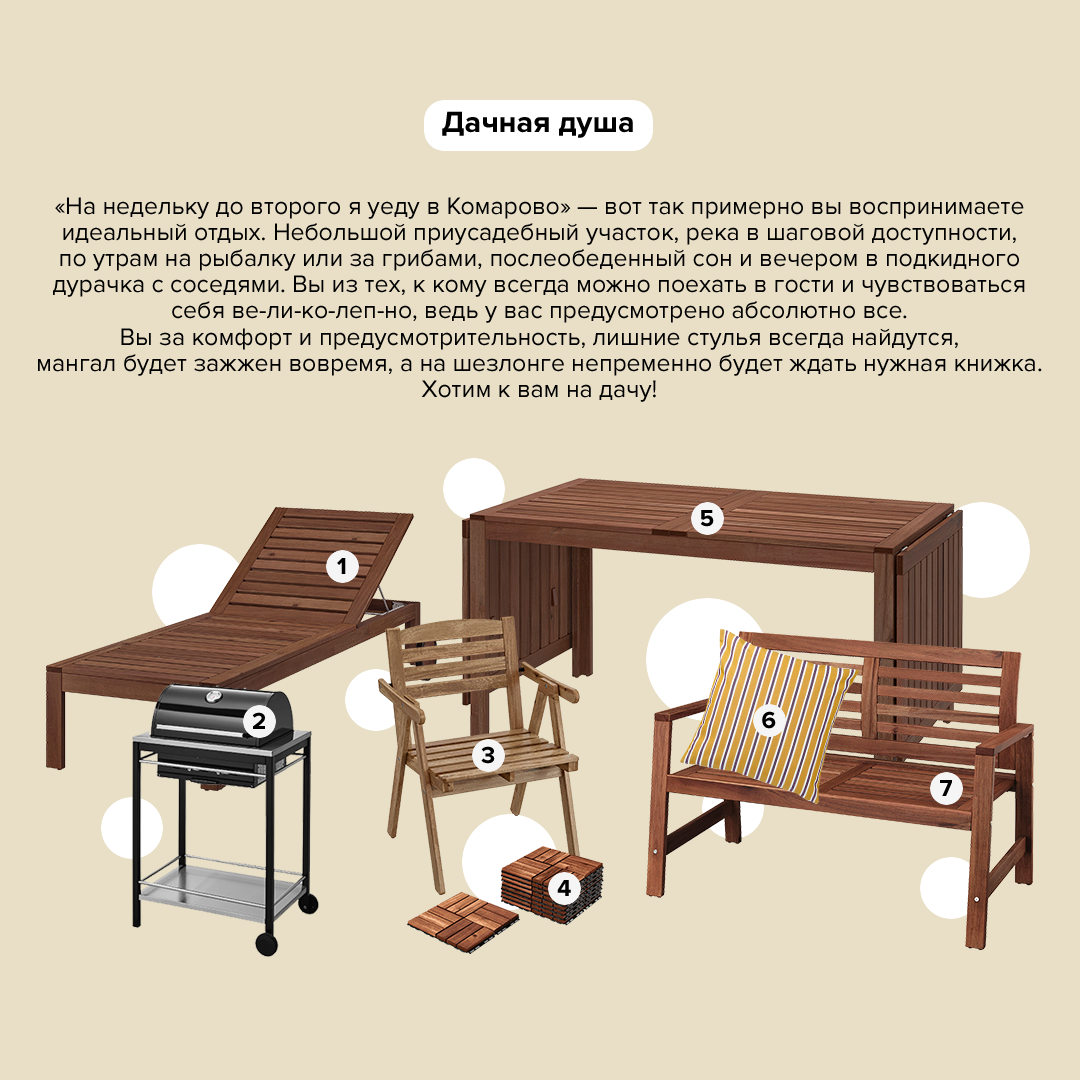 Дачная душа
«На недельку до второго я уеду в Комарово» — вот так примерно вы воспринимаете
идеальный отдых. Небольшой приусадебный участок, река в шаговой доступности,
по утрам на рыбалку или за грибами, послеобеденный сон и вечером в подкидного
дурачка с соседями. Вы из тех, к кому всегда можно поехать в гости и чувствоваться
себя ве-ли-ко-леп-но, ведь у вас предусмотрено абсолютно все.
Вы за комфорт и предусмотрительность, лишние стулья всегда найдутся,
мангал будет зажжен вовремя, а на шезлонге непременно будет ждать нужная книжка.
Хотим к вам на дачу!
1
2
3
4
5
6
7